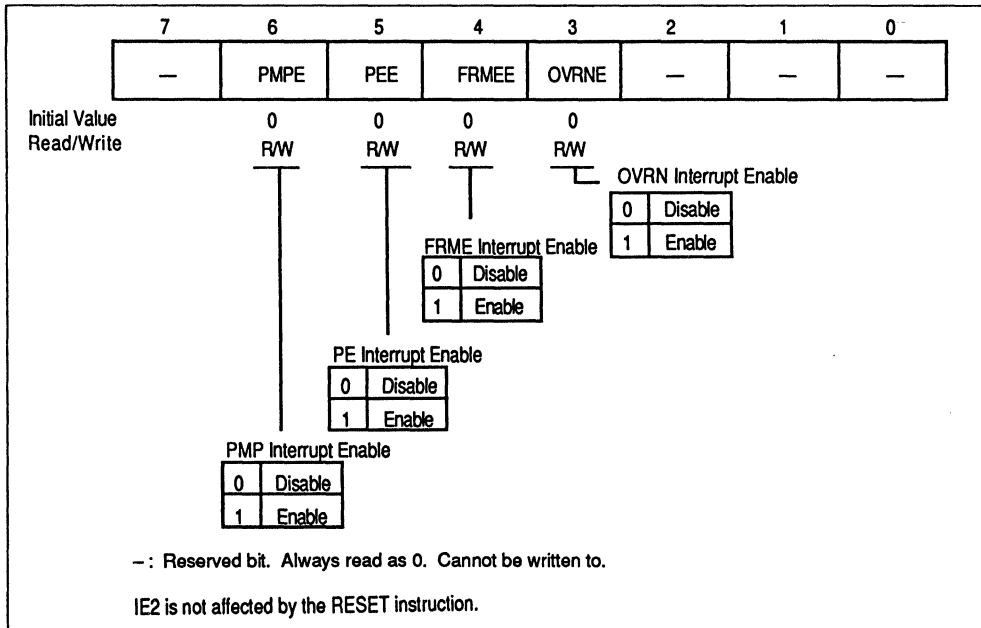 7 6 5 4 3 2 1 0
— PMPE PEE FRMEE OVRNE — — —
Initial Value 0 0 0 0
Read/Write R/W R/W R/W R/W
OVRN Interrupt Enable
0 Disable
1 Enable
FRME Interrupt Enable
0 Disable
1 Enable
PE Interrupt Enable
0 Disable
1 Enable
PMP Interrupt Enable
0 Disable
1 Enable
– : Reserved bit. Always read as 0. Cannot be written to.
IE2 is not affected by the RESET instruction.